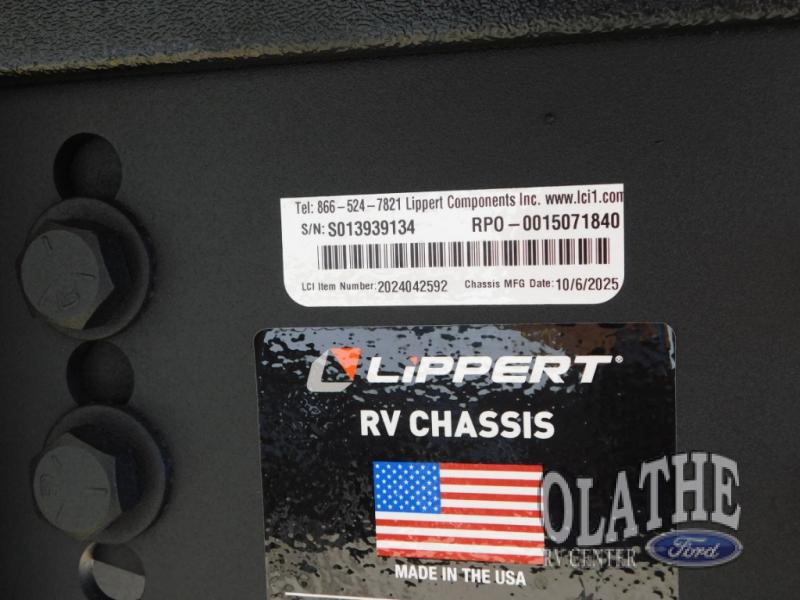 Tel: 866-524-7821 Lippert Components Inc. www.lci1.com
S/N: S013939134 RPO-0015071840
LCI Item Number: 2024042592 Chassis MFG Date: 10/6/2025
LiPPERT®
RV CHASSIS
MADE IN THE USA
OLATHE
RV CENTER
Ford